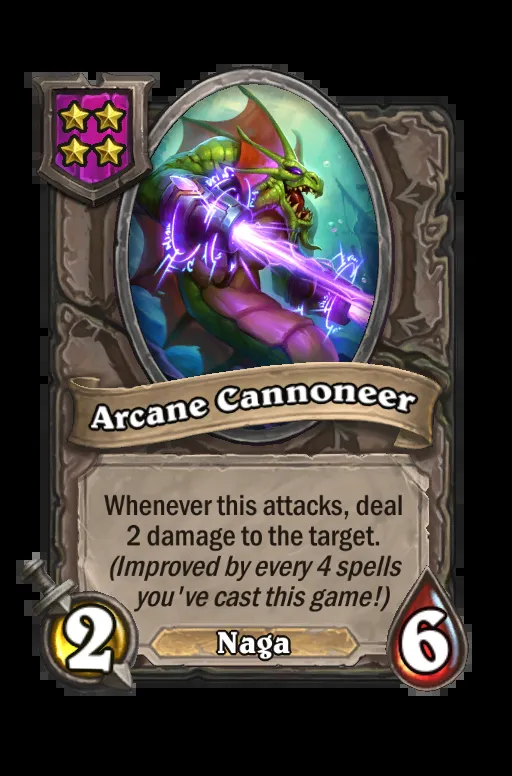 Arcane Cannoneer
Whenever this attacks, deal
2 damage to the target.
(Improved by every 4 spells
you've cast this game!)
2
Naga
6